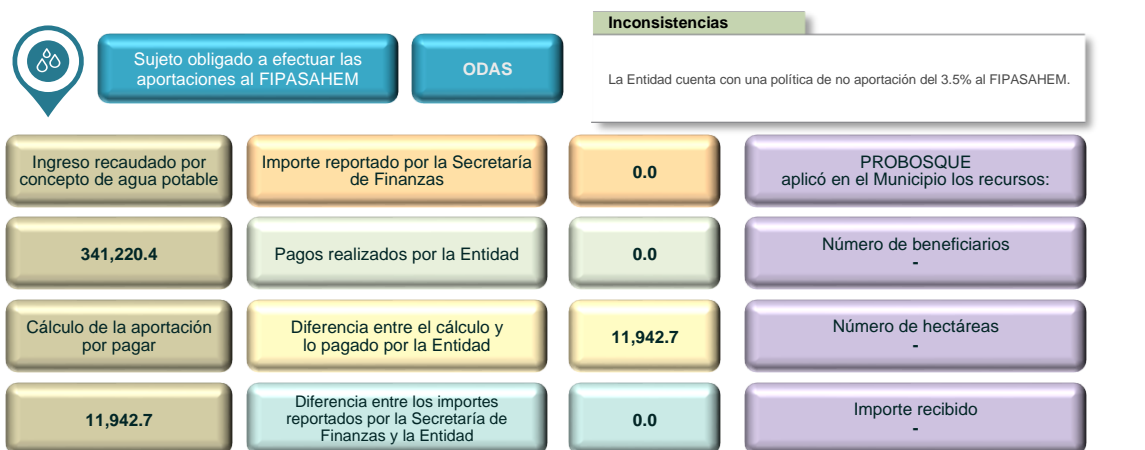 Inconsistencias
Sujeto obligado a efectuar las
aportaciones al FIPASAHEM
ODAS
La Entidad cuenta con una política de no aportación del 3.5% al FIPASAHEM.
Ingreso recaudado por
concepto de agua potable
Importe reportado por la Secretaría
de Finanzas
0.0
PROBOSQUE
aplicó en el Municipio los recursos:
341,220.4
Pagos realizados por la Entidad
0.0
Número de beneficiarios
-
Cálculo de la aportación
por pagar
Diferencia entre el cálculo y
lo pagado por la Entidad
11,942.7
Número de hectáreas
-
11,942.7
Diferencia entre los importes
reportados por la Secretaría de
Finanzas y la Entidad
0.0
Importe recibido
-